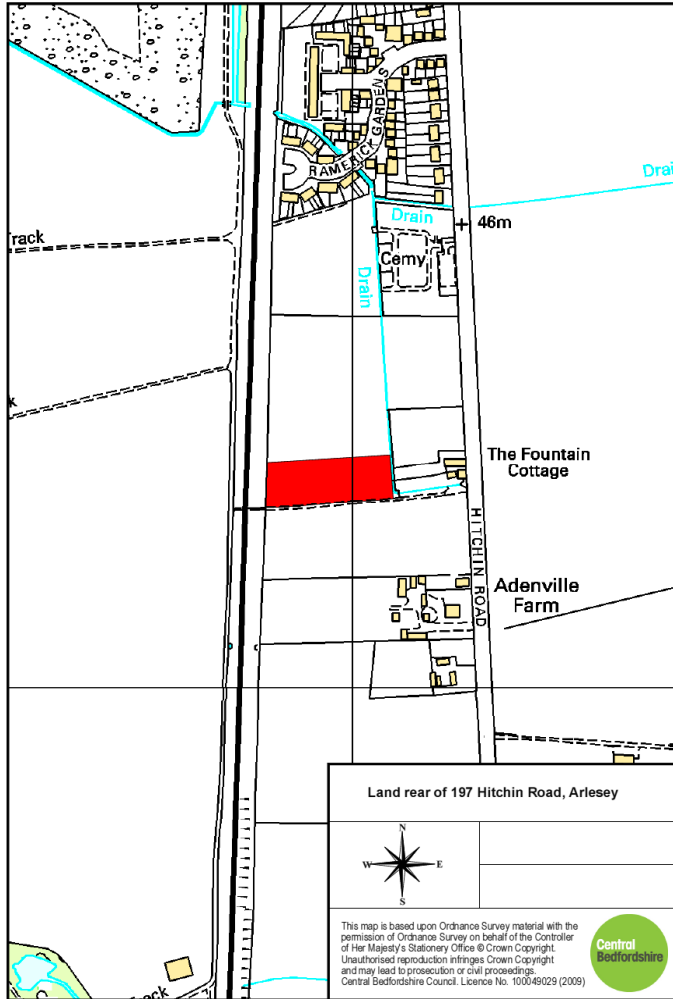 RAMERICK GARDENS
Drain
Drain
46m
Track
Cemy
Drain
k
The Fountain
Cottage
HITCHIN ROAD
Adenville
Farm
Land rear of 197 Hitchin Road, Arlesey
N
W E
S
This map is based upon Ordnance Survey material with the
permission of Ordnance Survey on behalf of the Controller
of Her Majesty's Stationery Office © Crown Copyright.
Unauthorised reproduction infringes Crown Copyright
and may lead to prosecution or civil proceedings.
Central Bedfordshire Council. Licence No. 100049029 (2009)
Central
Bedfordshire
Track